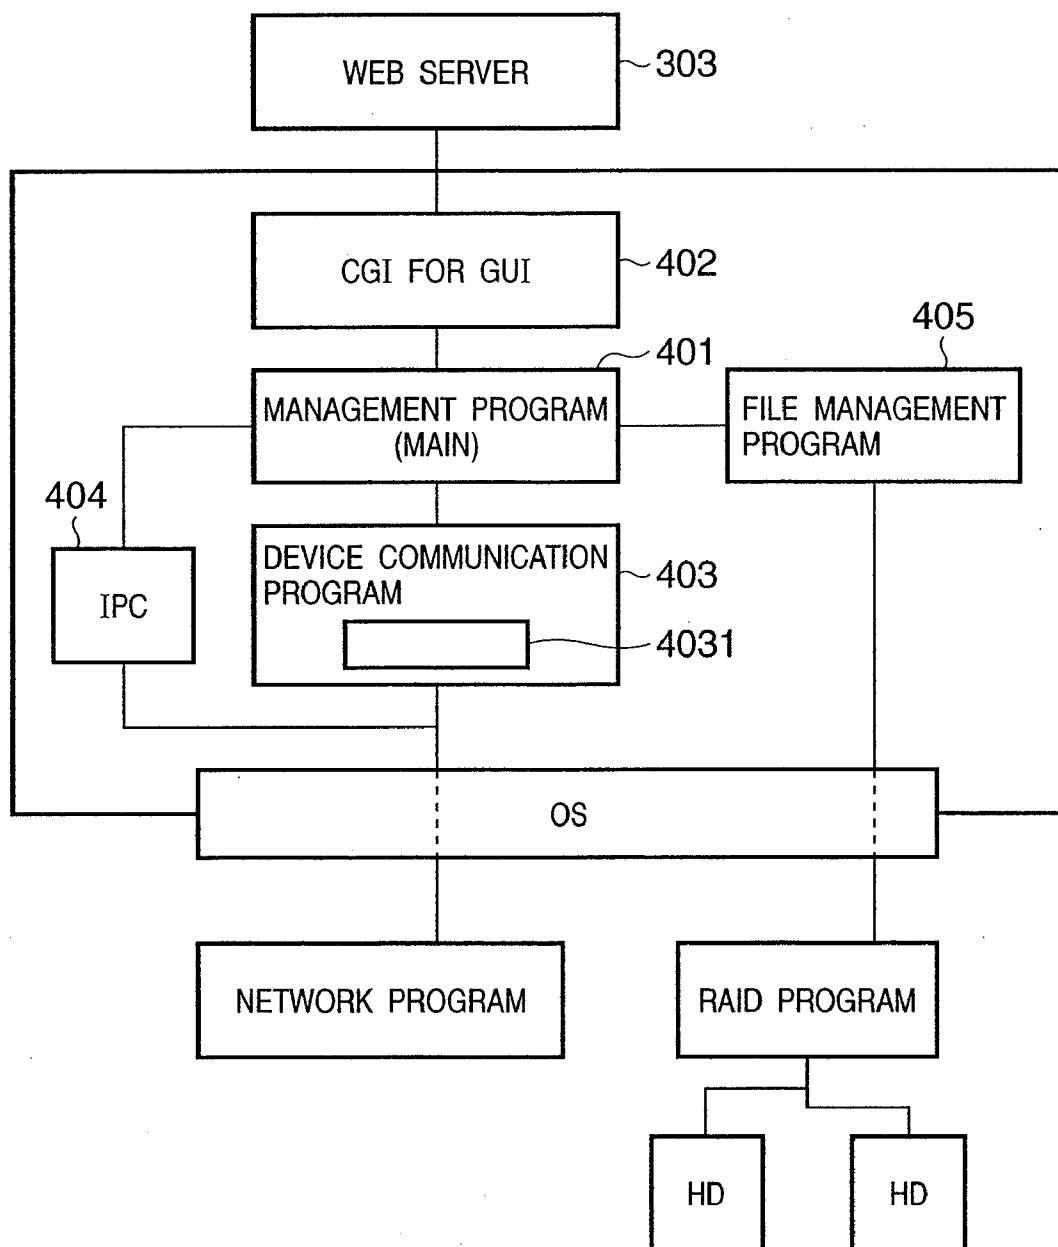 WEB SERVER
303
CGI FOR GUI
402
405
401
MANAGEMENT PROGRAM
(MAIN)
FILE MANAGEMENT
PROGRAM
404
DEVICE COMMUNICATION
PROGRAM
403
IPC
4031
OS
NETWORK PROGRAM
RAID PROGRAM
HD
HD